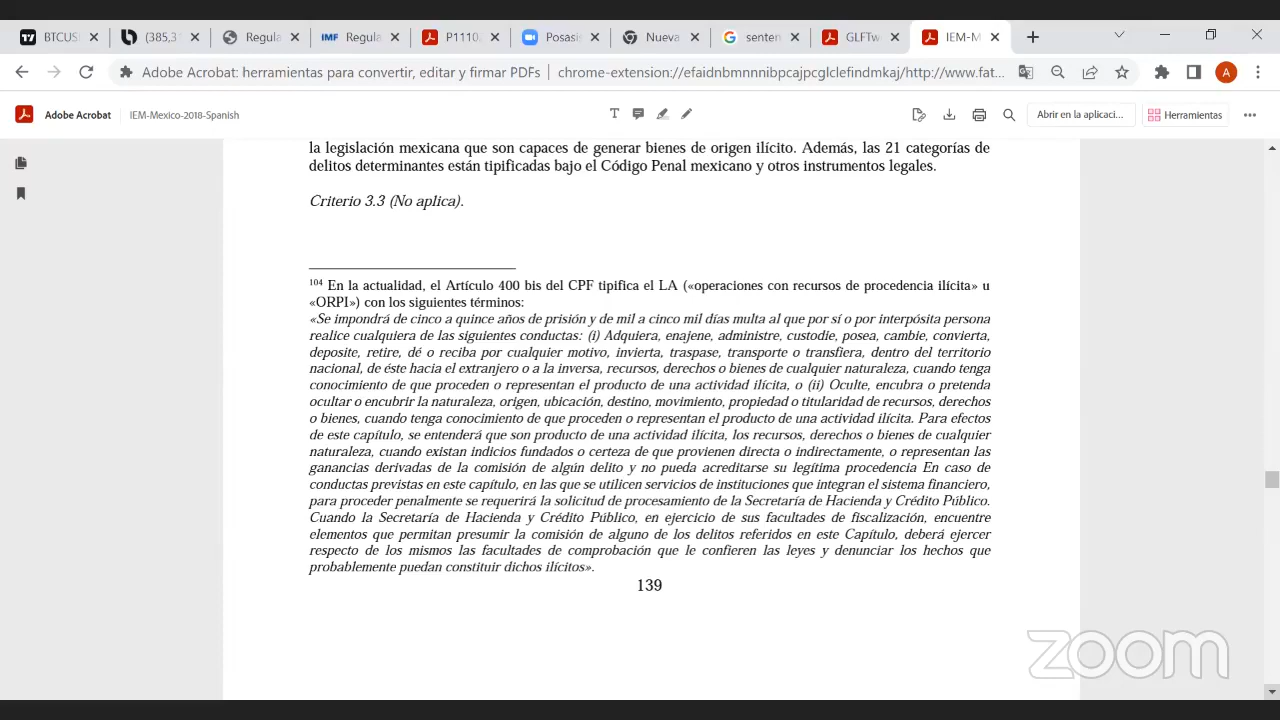 BTCUS
(385,3
Regula
IMF Regula
P1110
Posasi
Nueva
senten
GLFTw
IEM-M
Adobe Acrobat: herramientas para convertir, editar y firmar PDFs | chrome-extension://efaidnbmnnnibpcajpcglclefindmkaj/http://www.fat...
A
Adobe Acrobat
IEM-Mexico-2018-Spanish
Abrir en la aplicaci...
Herramientas
la legislación mexicana que son capaces de generar bienes de origen ilícito. Además, las 21 categorías de
delitos determinantes están tipificadas bajo el Código Penal mexicano y otros instrumentos legales.
Criterio 3.3 (No aplica).
104 En la actualidad, el Artículo 400 bis del CPF tipifica el LA («operaciones con recursos de procedencia ilícita» u
«ORPI») con los siguientes términos:
«Se impondrá de cinco a quince años de prisión y de mil a cinco mil días multa al que por sí o por interpósita persona
realice cualquiera de las siguientes conductas: (i) Adquiera, enajene, administre, custodie, posea, cambie, convierta,
deposite, retire, dé o reciba por cualquier motivo, invierta, traspase, transporte o transfiera, dentro del territorio
nacional, de éste hacia el extranjero o a la inversa, recursos, derechos o bienes de cualquier naturaleza, cuando tenga
conocimiento de que proceden o representan el producto de una actividad ilícita, o (ii) Oculte, encubra o pretenda
ocultar o encubrir la naturaleza, origen, ubicación, destino, movimiento, propiedad o titularidad de recursos, derechos
o bienes, cuando tenga conocimiento de que proceden o representan el producto de una actividad ilícita. Para efectos
de este capítulo, se entenderá que son producto de una actividad ilícita, los recursos, derechos o bienes de cualquier
naturaleza, cuando existan indicios fundados o certeza de que provienen directa o indirectamente, o representan las
ganancias derivadas de la comisión de algún delito y no pueda acreditarse su legítima procedencia En caso de
conductas previstas en este capítulo, en las que se utilicen servicios de instituciones que integran el sistema financiero,
para proceder penalmente se requerirá la solicitud de procesamiento de la Secretaría de Hacienda y Crédito Público.
Cuando la Secretaría de Hacienda y Crédito Público, en ejercicio de sus facultades de fiscalización, encuentre
elementos que permitan presumir la comisión de alguno de los delitos referidos en este Capítulo, deberá ejercer
respecto de los mismos las facultades de comprobación que le confieren las leyes y denunciar los hechos que
probablemente puedan constituir dichos ilícitos».
139
zoom